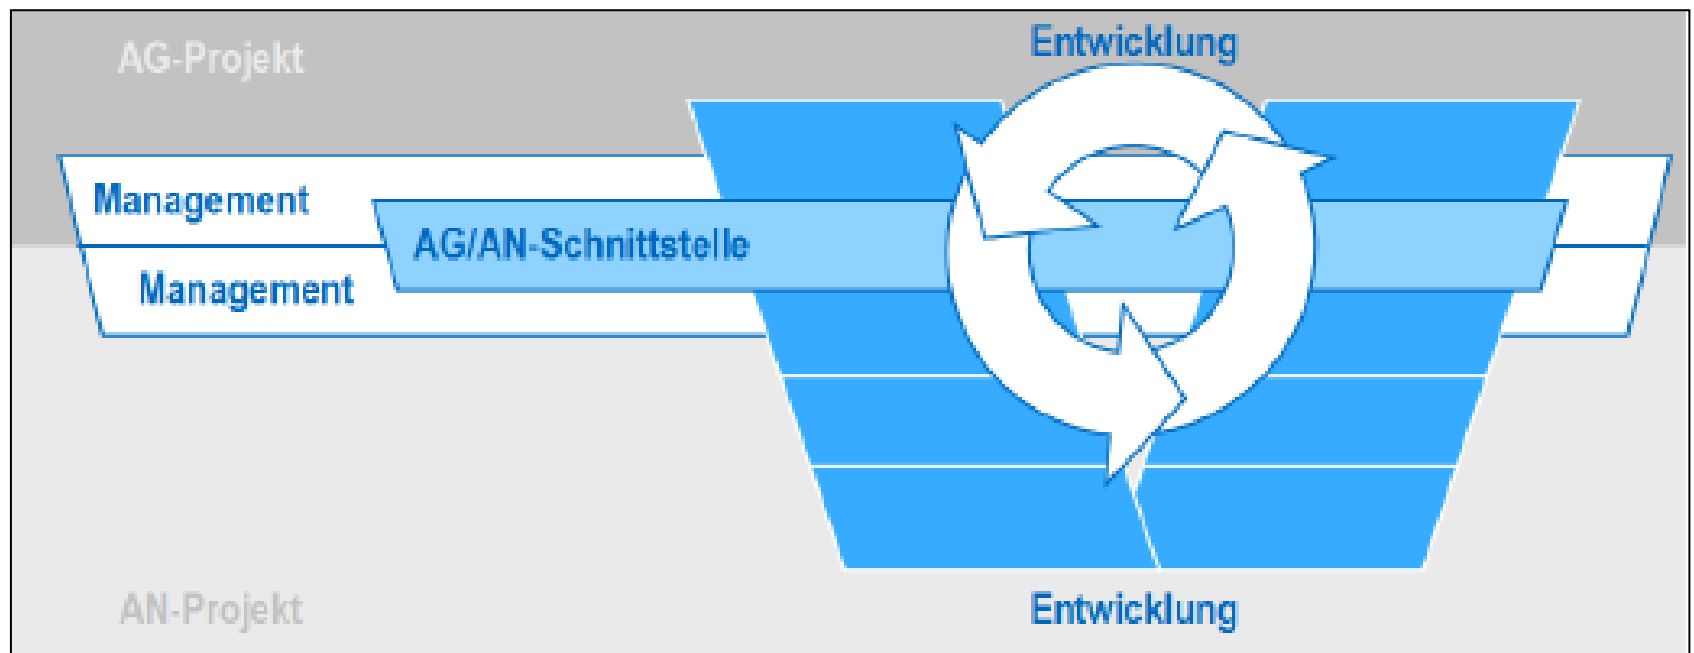 AG-Projekt
Entwicklung
Management
AG/AN-Schnittstelle
Management
AN-Projekt
Entwicklung